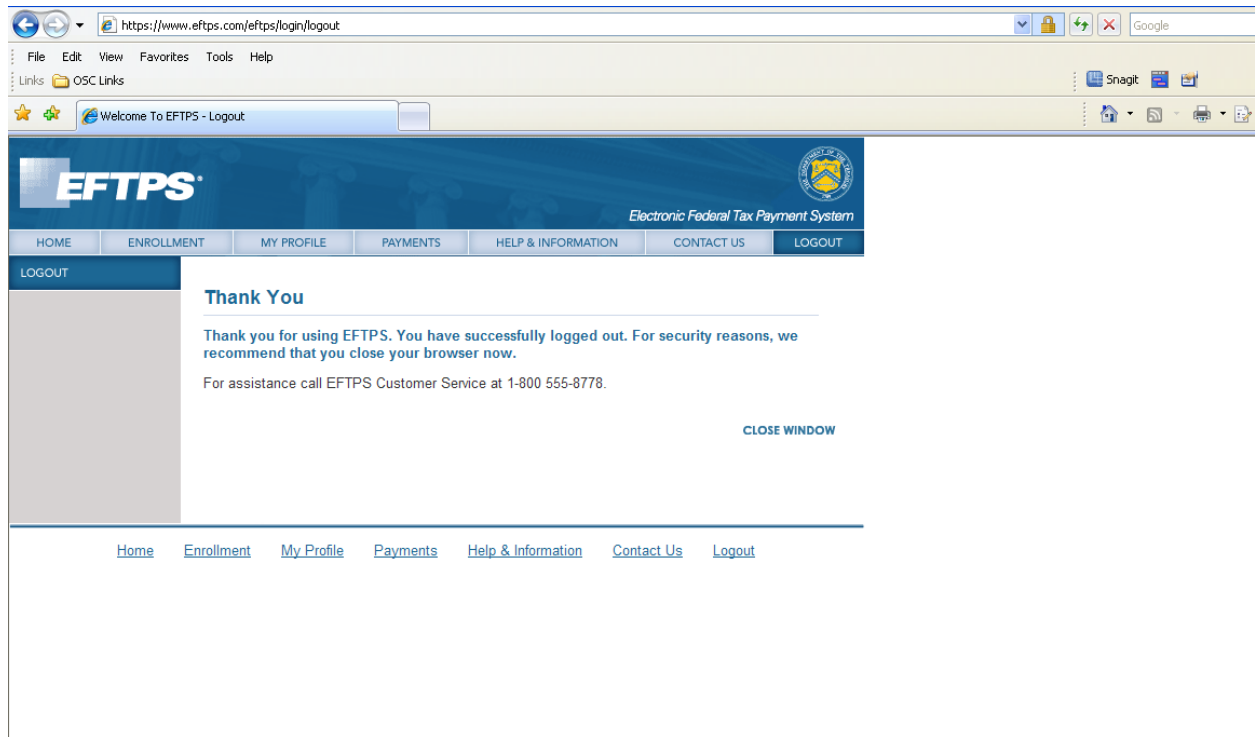 https://www.eftps.com/eftps/login/logout
Google
File Edit View Favorites Tools Help
Links OSC Links
Snagit
Welcome To EFTPS - Logout
EFTPS®
Electronic Federal Tax Payment System
HOME ENROLLMENT MY PROFILE PAYMENTS HELP & INFORMATION CONTACT US LOGOUT
LOGOUT
Thank You
Thank you for using EFTPS. You have successfully logged out. For security reasons, we
recommend that you close your browser now.
For assistance call EFTPS Customer Service at 1-800 555-8778.
CLOSE WINDOW
Home Enrollment My Profile Payments Help & Information Contact Us Logout